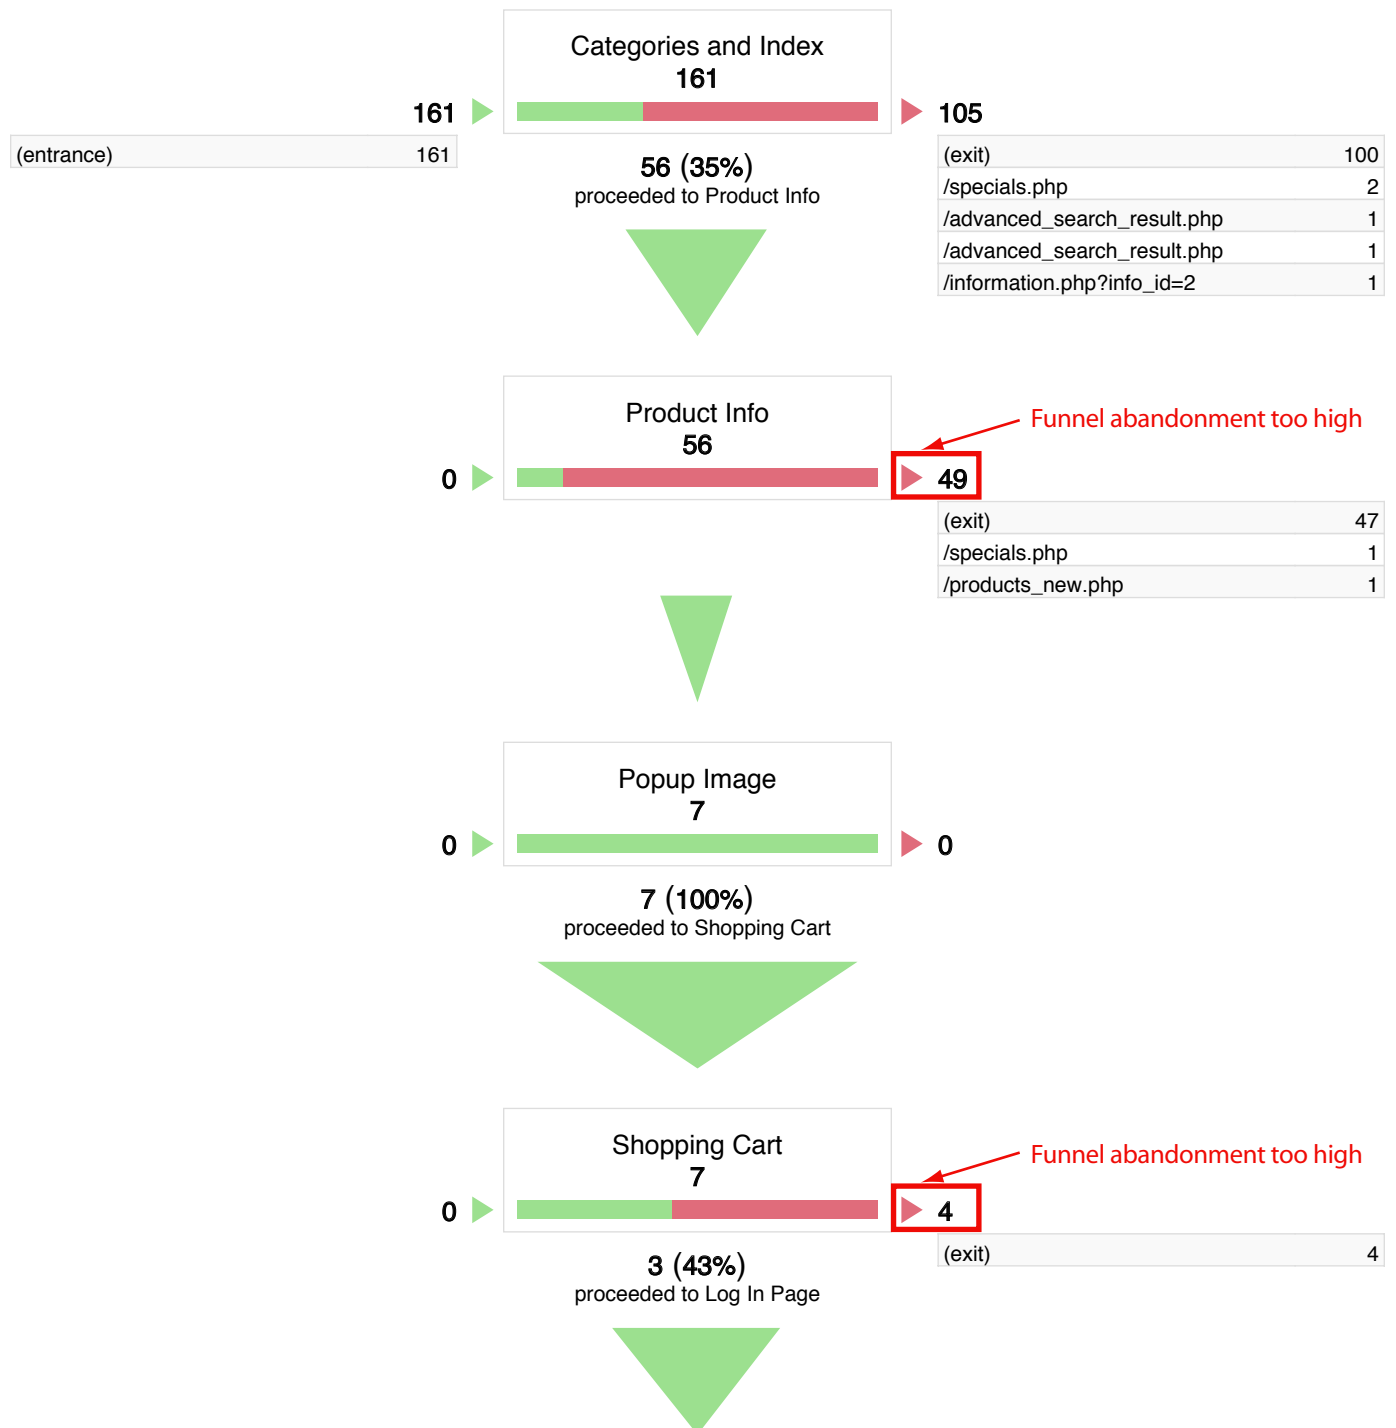 Categories and Index
161
161
105
(entrance) 161
56 (35%)
proceeded to Product Info
(exit) 100
/specials.php 2
/advanced_search_result.php 1
/advanced_search_result.php 1
/information.php?info_id=2 1
Product Info
56
Funnel abandonment too high
0
49
(exit) 47
/specials.php 1
/products_new.php 1
Popup Image
7
0
0
7 (100%)
proceeded to Shopping Cart
Shopping Cart
7
Funnel abandonment too high
0
4
(exit) 4
3 (43%)
proceeded to Log In Page